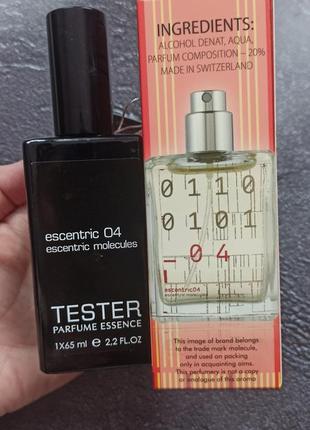 escentric 04
escentric molecules
TESTER
PARFUME ESSENCE
1X65 ml ℮ 2,2 FL.OZ
INGREDIENTS:
ALCOHOL DENAT, AQUA,
PARFUM COMPOSITION – 20%
MADE IN SWITZERLAND
0110
0101
-04
escentric04
escentric molecules
This image of brand belongs
to the trade mark molecule,
and used on packing
only in acquainting aims.
This perfumery is not a copy
or analogue of this aroma